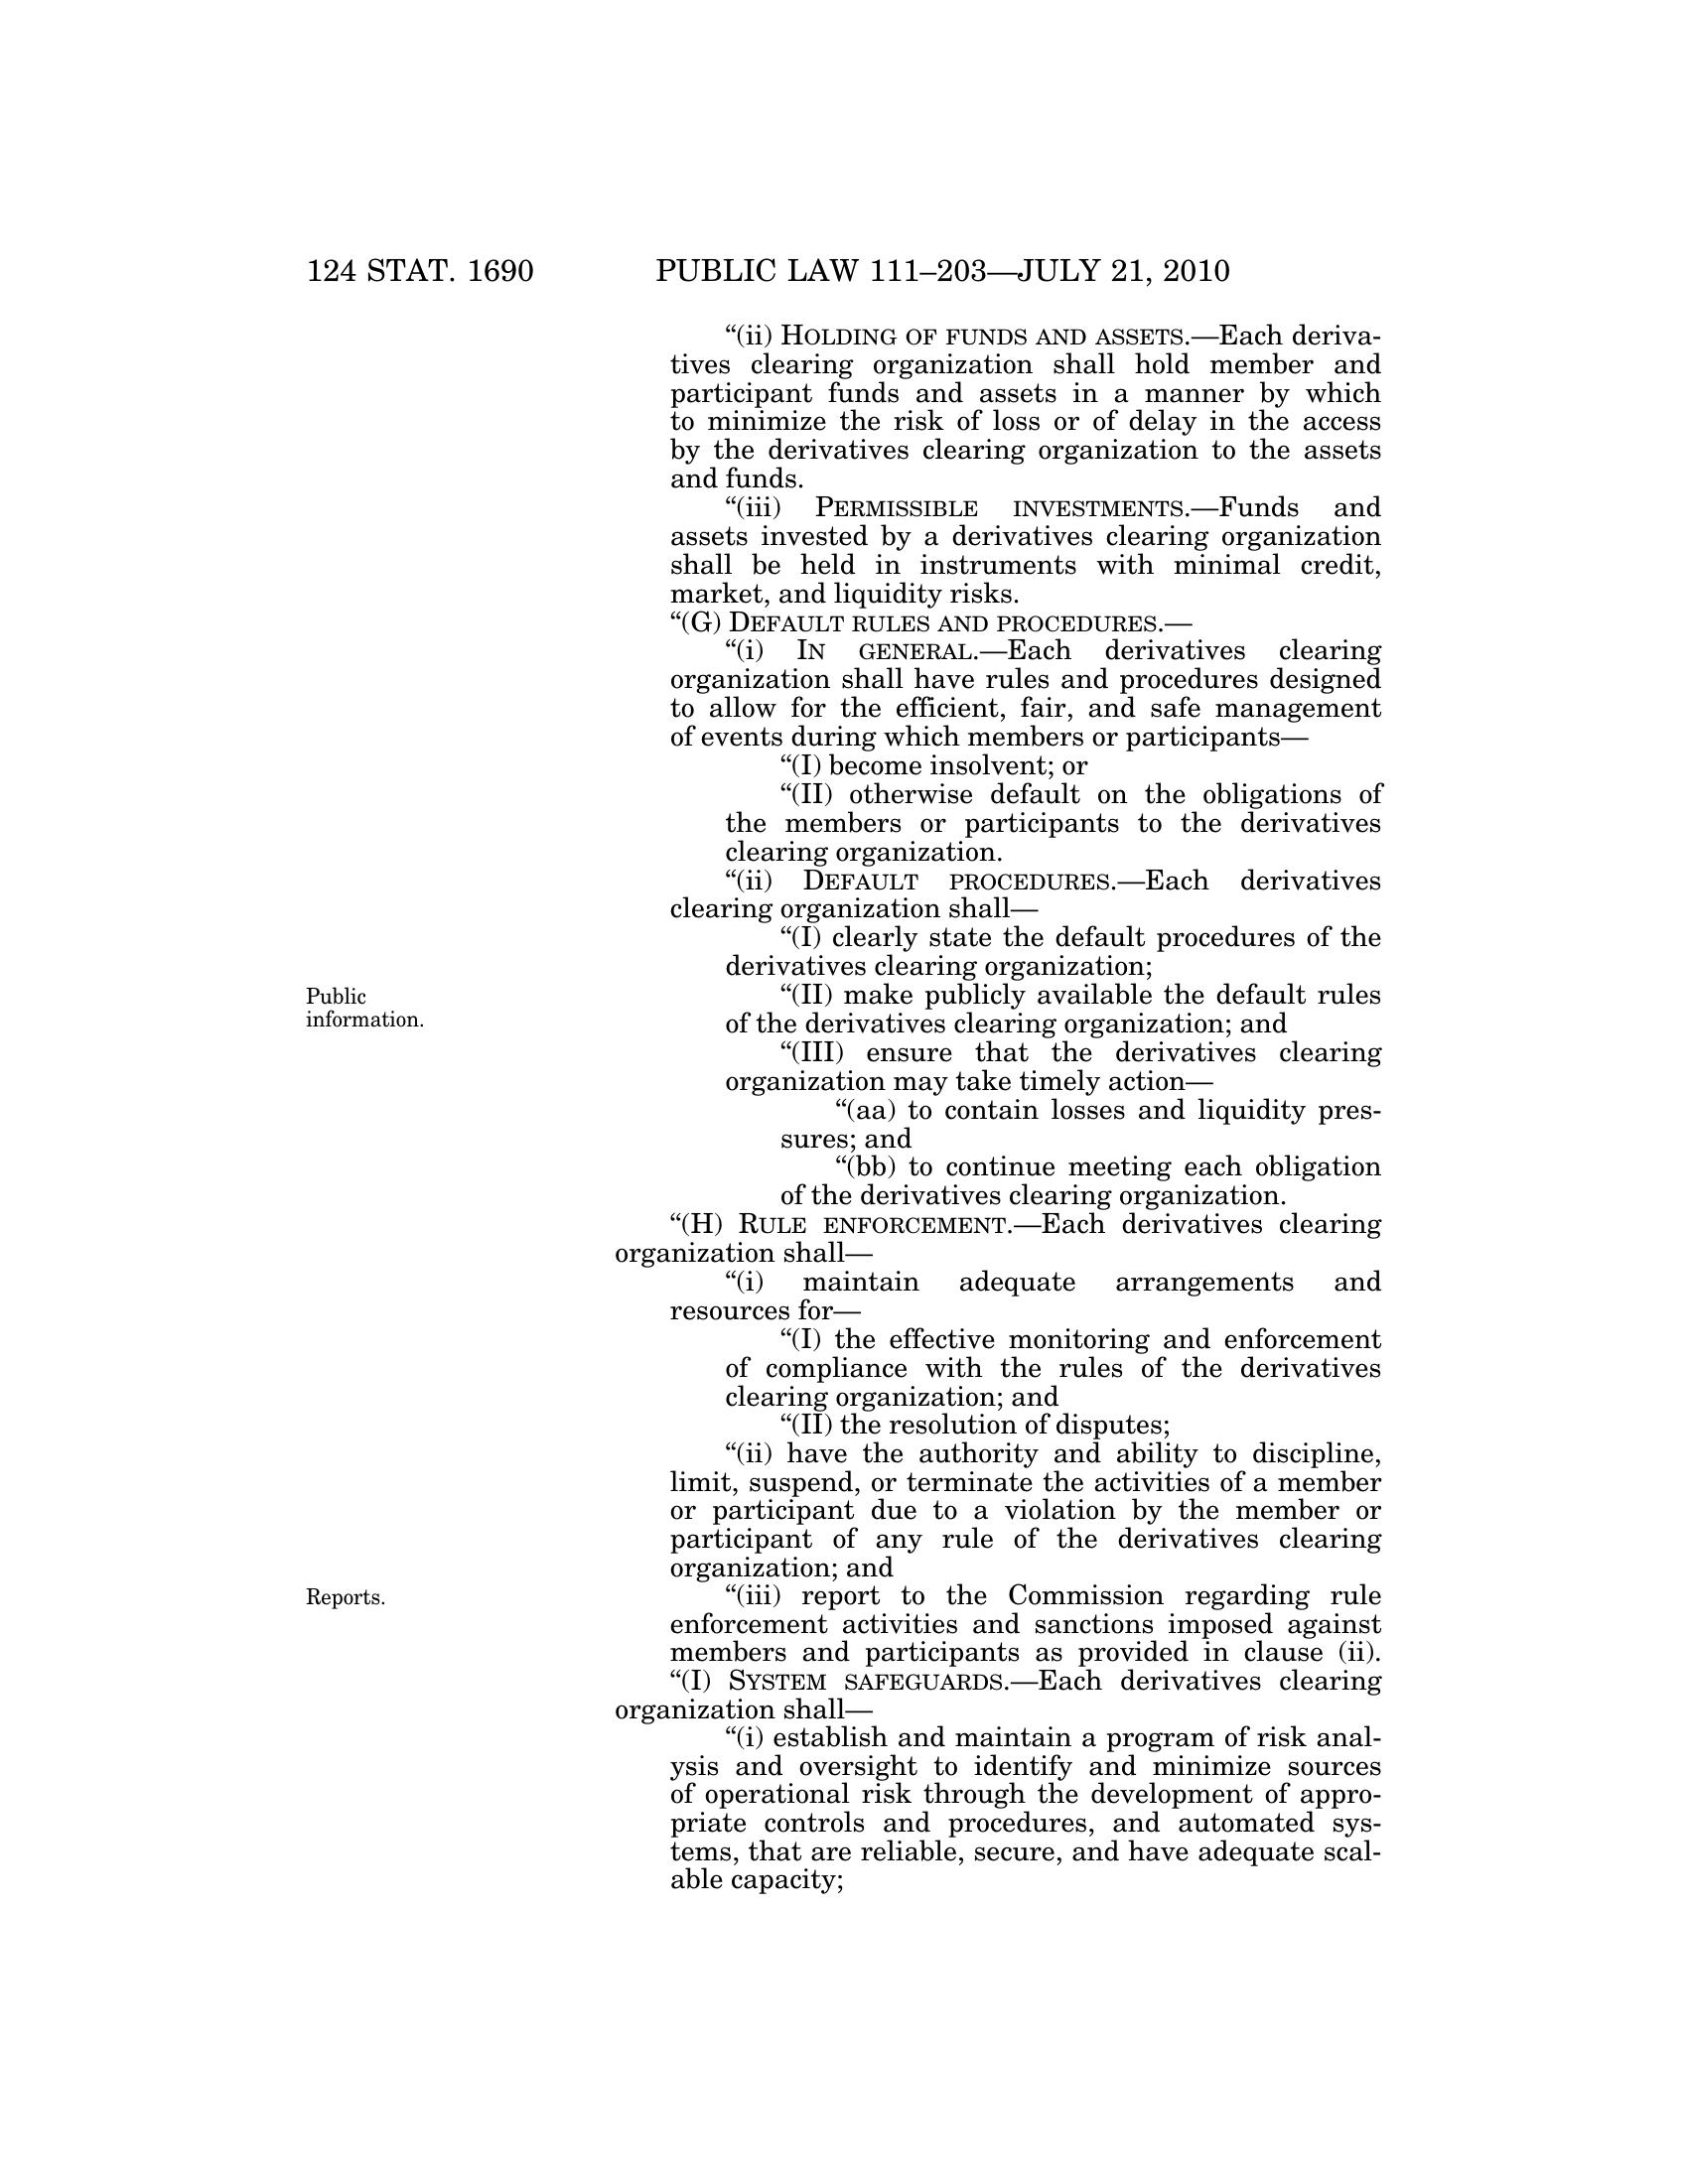 124 STAT. 1690 PUBLIC LAW 111–203—JULY 21, 2010
“(ii) HOLDING OF FUNDS AND ASSETS.—Each deriva-
tives clearing organization shall hold member and
participant funds and assets in a manner by which
to minimize the risk of loss or of delay in the access
by the derivatives clearing organization to the assets
and funds.
“(iii) PERMISSIBLE INVESTMENTS.—Funds and
assets invested by a derivatives clearing organization
shall be held in instruments with minimal credit,
market, and liquidity risks.
“(G) DEFAULT RULES AND PROCEDURES.—
“(i) IN GENERAL.—Each derivatives clearing
organization shall have rules and procedures designed
to allow for the efficient, fair, and safe management
of events during which members or participants—
“(I) become insolvent; or
“(II) otherwise default on the obligations of
the members or participants to the derivatives
clearing organization.
“(ii) DEFAULT PROCEDURES.—Each derivatives
clearing organization shall—
“(I) clearly state the default procedures of the
derivatives clearing organization;
Public
information.
“(II) make publicly available the default rules
of the derivatives clearing organization; and
“(III) ensure that the derivatives clearing
organization may take timely action—
“(aa) to contain losses and liquidity pres-
sures; and
“(bb) to continue meeting each obligation
of the derivatives clearing organization.
“(H) RULE ENFORCEMENT.—Each derivatives clearing
organization shall—
“(i) maintain adequate arrangements and
resources for—
“(I) the effective monitoring and enforcement
of compliance with the rules of the derivatives
clearing organization; and
“(II) the resolution of disputes;
“(ii) have the authority and ability to discipline,
limit, suspend, or terminate the activities of a member
or participant due to a violation by the member or
participant of any rule of the derivatives clearing
organization; and
Reports.
“(iii) report to the Commission regarding rule
enforcement activities and sanctions imposed against
members and participants as provided in clause (ii).
“(I) SYSTEM SAFEGUARDS.—Each derivatives clearing
organization shall—
“(i) establish and maintain a program of risk anal-
ysis and oversight to identify and minimize sources
of operational risk through the development of appro-
priate controls and procedures, and automated sys-
tems, that are reliable, secure, and have adequate scal-
able capacity;